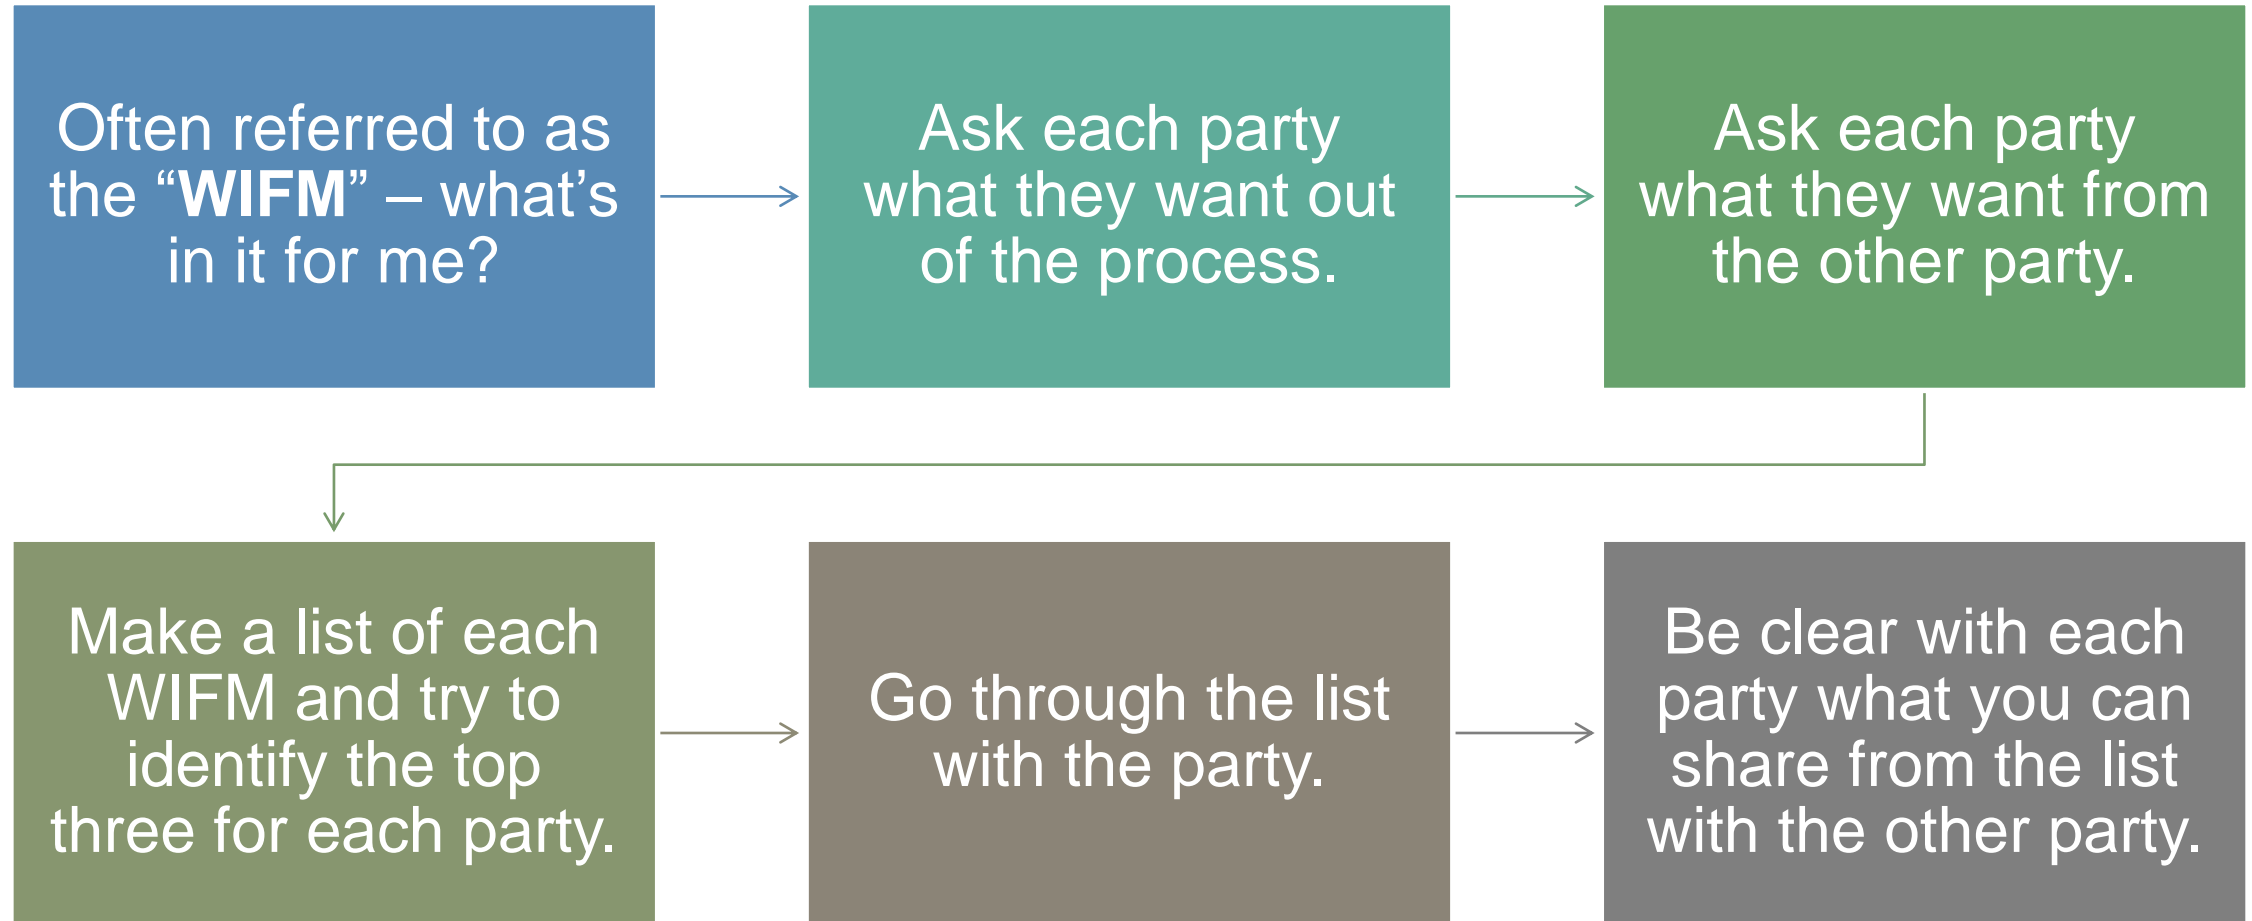 Often referred to as
the “WIFM” – what’s
in it for me?
Ask each party
what they want out
of the process.
Ask each party
what they want from
the other party.
Make a list of each
WIFM and try to
identify the top
three for each party.
Go through the list
with the party.
Be clear with each
party what you can
share from the list
with the other party.